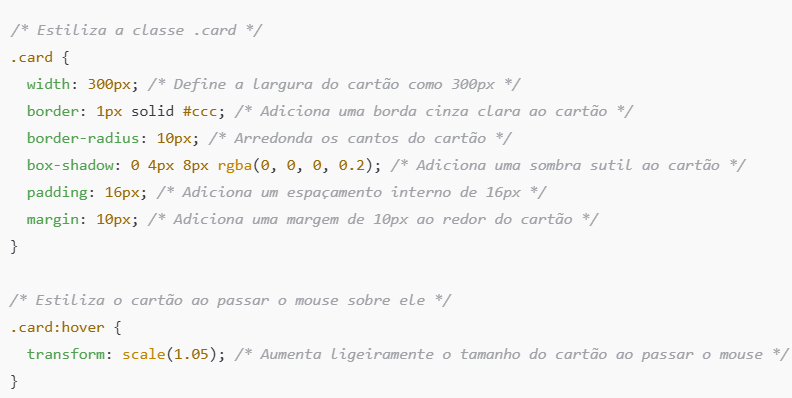 /* Estiliza a classe .card */
.card {
  width: 300px; /* Define a largura do cartão como 300px */
  border: 1px solid #ccc; /* Adiciona uma borda cinza clara ao cartão */
  border-radius: 10px; /* Arredonda os cantos do cartão */
  box-shadow: 0 4px 8px rgba(0, 0, 0, 0.2); /* Adiciona uma sombra sutil ao cartão */
  padding: 16px; /* Adiciona um espaçamento interno de 16px */
  margin: 10px; /* Adiciona uma margem de 10px ao redor do cartão */
}

/* Estiliza o cartão ao passar o mouse sobre ele */
.card:hover {
  transform: scale(1.05); /* Aumenta ligeiramente o tamanho do cartão ao passar o mouse */
}